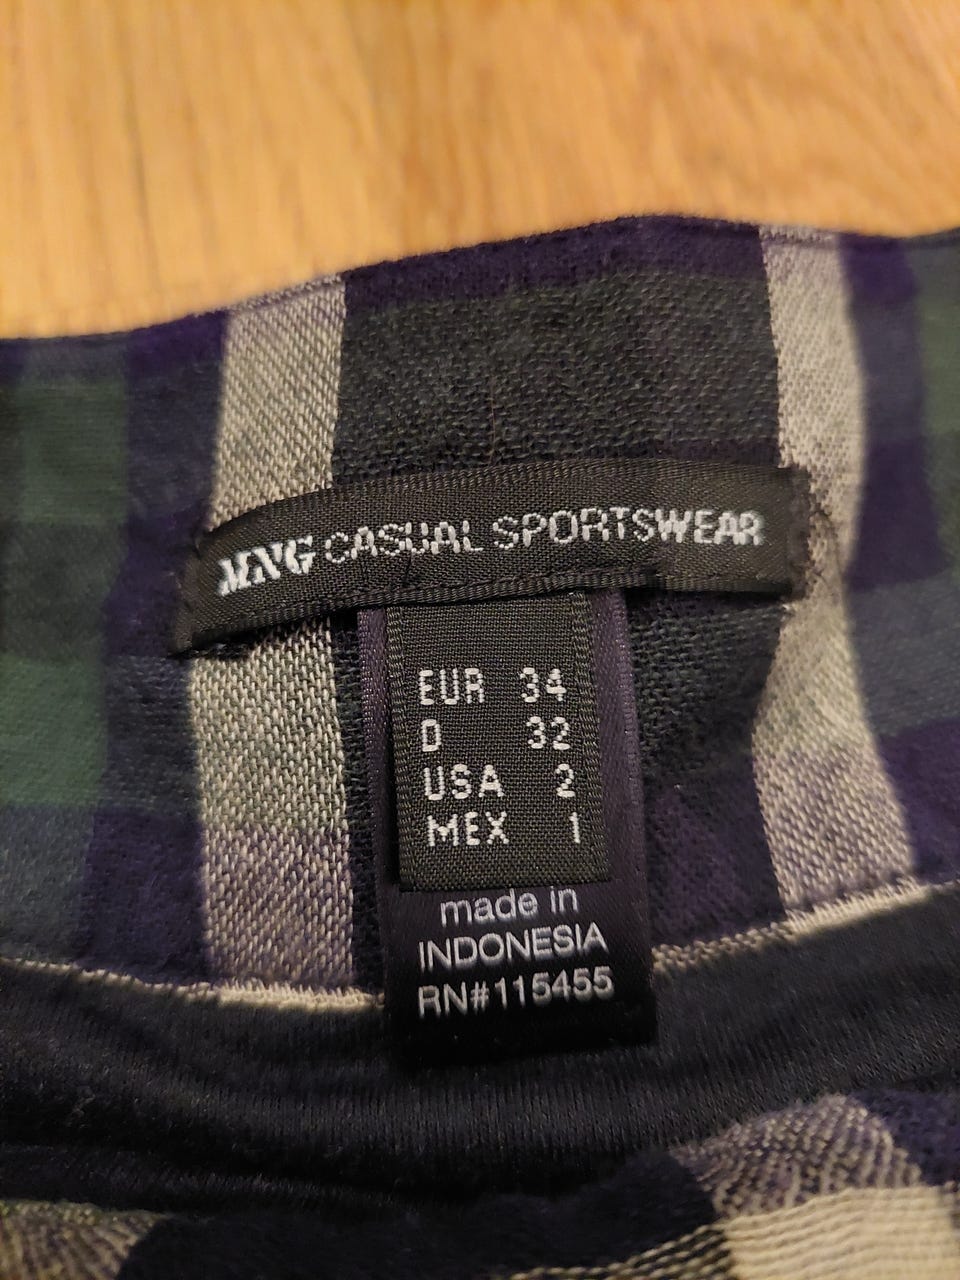 MNG CASUAL SPORTSWEAR
EUR 34
D 32
USA 2
MEX 1
made in
INDONESIA
RN#115455